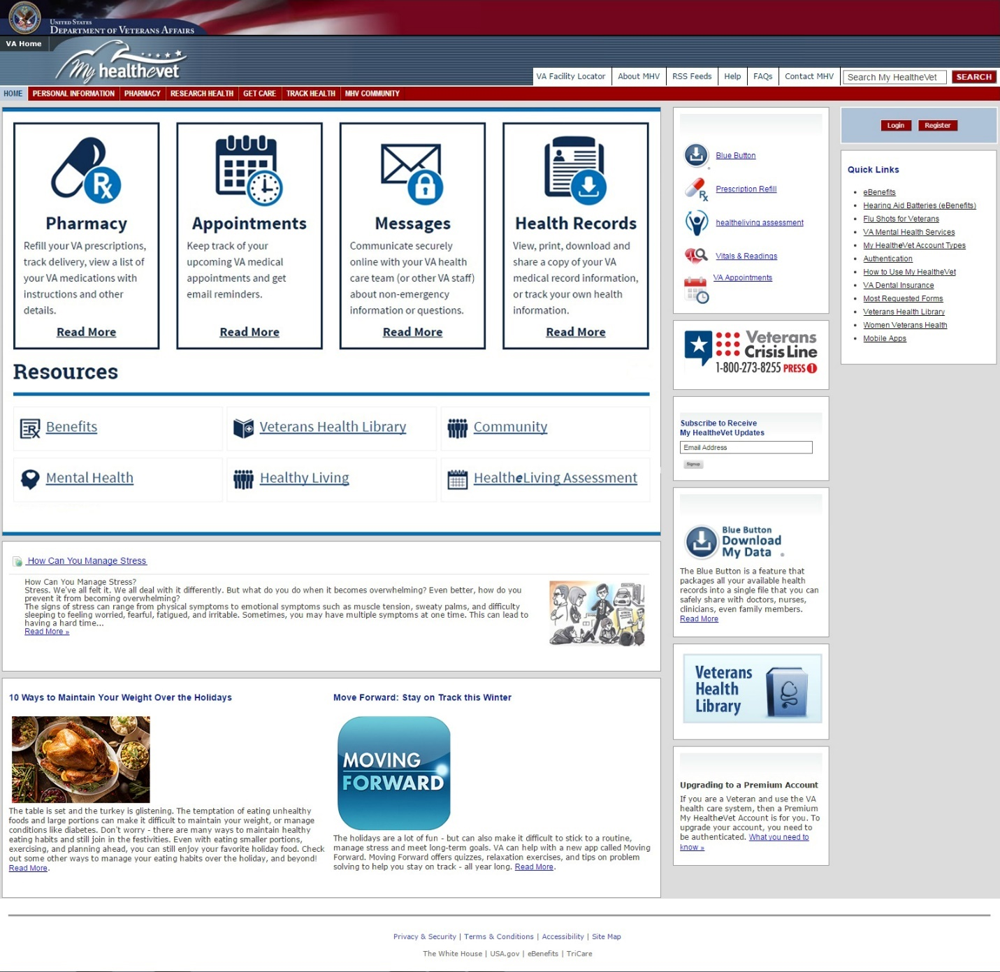 United States
Department of Veterans Affairs
VA Home
My healthevet
VA Facility Locator
About MHV
RSS Feeds
Help
FAQs
Contact MHV
Search My HealtheVet
SEARCH
HOME
PERSONAL INFORMATION
PHARMACY
RESEARCH HEALTH
GET CARE
TRACK HEALTH
MHV COMMUNITY
Rx
Pharmacy
Refill your VA prescriptions,
track delivery, view a list of
your VA medications with
instructions and other
details.
Read More
Appointments
Keep track of your
upcoming VA medical
appointments and get
email reminders.
Read More
Messages
Communicate securely
online with your VA health
care team (or other VA staff)
about non-emergency
information or questions.
Read More
Health Records
View, print, download and
share a copy of your VA
medical record information,
or track your own health
information.
Read More
Resources
Benefits
Veterans Health Library
Community
Mental Health
Healthy Living
HealtheLiving Assessment
How Can You Manage Stress
How Can You Manage Stress?
Stress. We've all felt it. We all deal with it differently. But what do you do when it becomes overwhelming? Even better, how do you
prevent it from becoming overwhelming?
The signs of stress can range from physical symptoms to emotional symptoms such as muscle tension, sweaty palms, and difficulty
sleeping to feeling worried, fearful, fatigued, and irritable. Sometimes, you may have multiple symptoms at one time. This can lead to
having a hard time...
Read More »
10 Ways to Maintain Your Weight Over the Holidays
The table is set and the turkey is glistening. The temptation of eating unhealthy
foods and large portions can make it difficult to maintain your weight, or manage
conditions like diabetes. Don't worry - there are many ways to maintain healthy
eating habits and still join in the festivities. Even with eating smaller portions,
exercising, and planning ahead, you can still enjoy your favorite holiday food. Check
out some other ways to manage your eating habits over the holiday, and beyond!
Read More.
Move Forward: Stay on Track this Winter
MOVING
FORWARD
The holidays are a lot of fun - but can also make it difficult to stick to a routine,
manage stress and meet long-term goals. VA can help with a new app called Moving
Forward. Moving Forward offers quizzes, relaxation exercises, and tips on problem
solving to help you stay on track - all year long. Read More.
Blue Button
Rx
Prescription Refill
healtheliving assessment
Vitals & Readings
VA Appointments
Veterans
Crisis Line
1-800-273-8255 PRESS 1
Subscribe to Receive
My HealtheVet Updates
Email Address
Signup
Blue Button
Download
My Data ®
The Blue Button is a feature that
packages all your available health
records into a single file that you can
safely share with doctors, nurses,
clinicians, even family members.
Read More
Veterans
Health
Library
Upgrading to a Premium Account
If you are a Veteran and use the VA
health care system, then a Premium
My HealtheVet Account is for you. To
upgrade your account, you need to
be authenticated. What you need to
know »
Login
Register
Quick Links
eBenefits
Hearing Aid Batteries (eBenefits)
Flu Shots for Veterans
VA Mental Health Services
My HealtheVet Account Types
Authentication
How to Use My HealtheVet
VA Dental Insurance
Most Requested Forms
Veterans Health Library
Women Veterans Health
Mobile Apps
Privacy & Security | Terms & Conditions | Accessibility | Site Map
The White House | USA.gov | eBenefits | TriCare